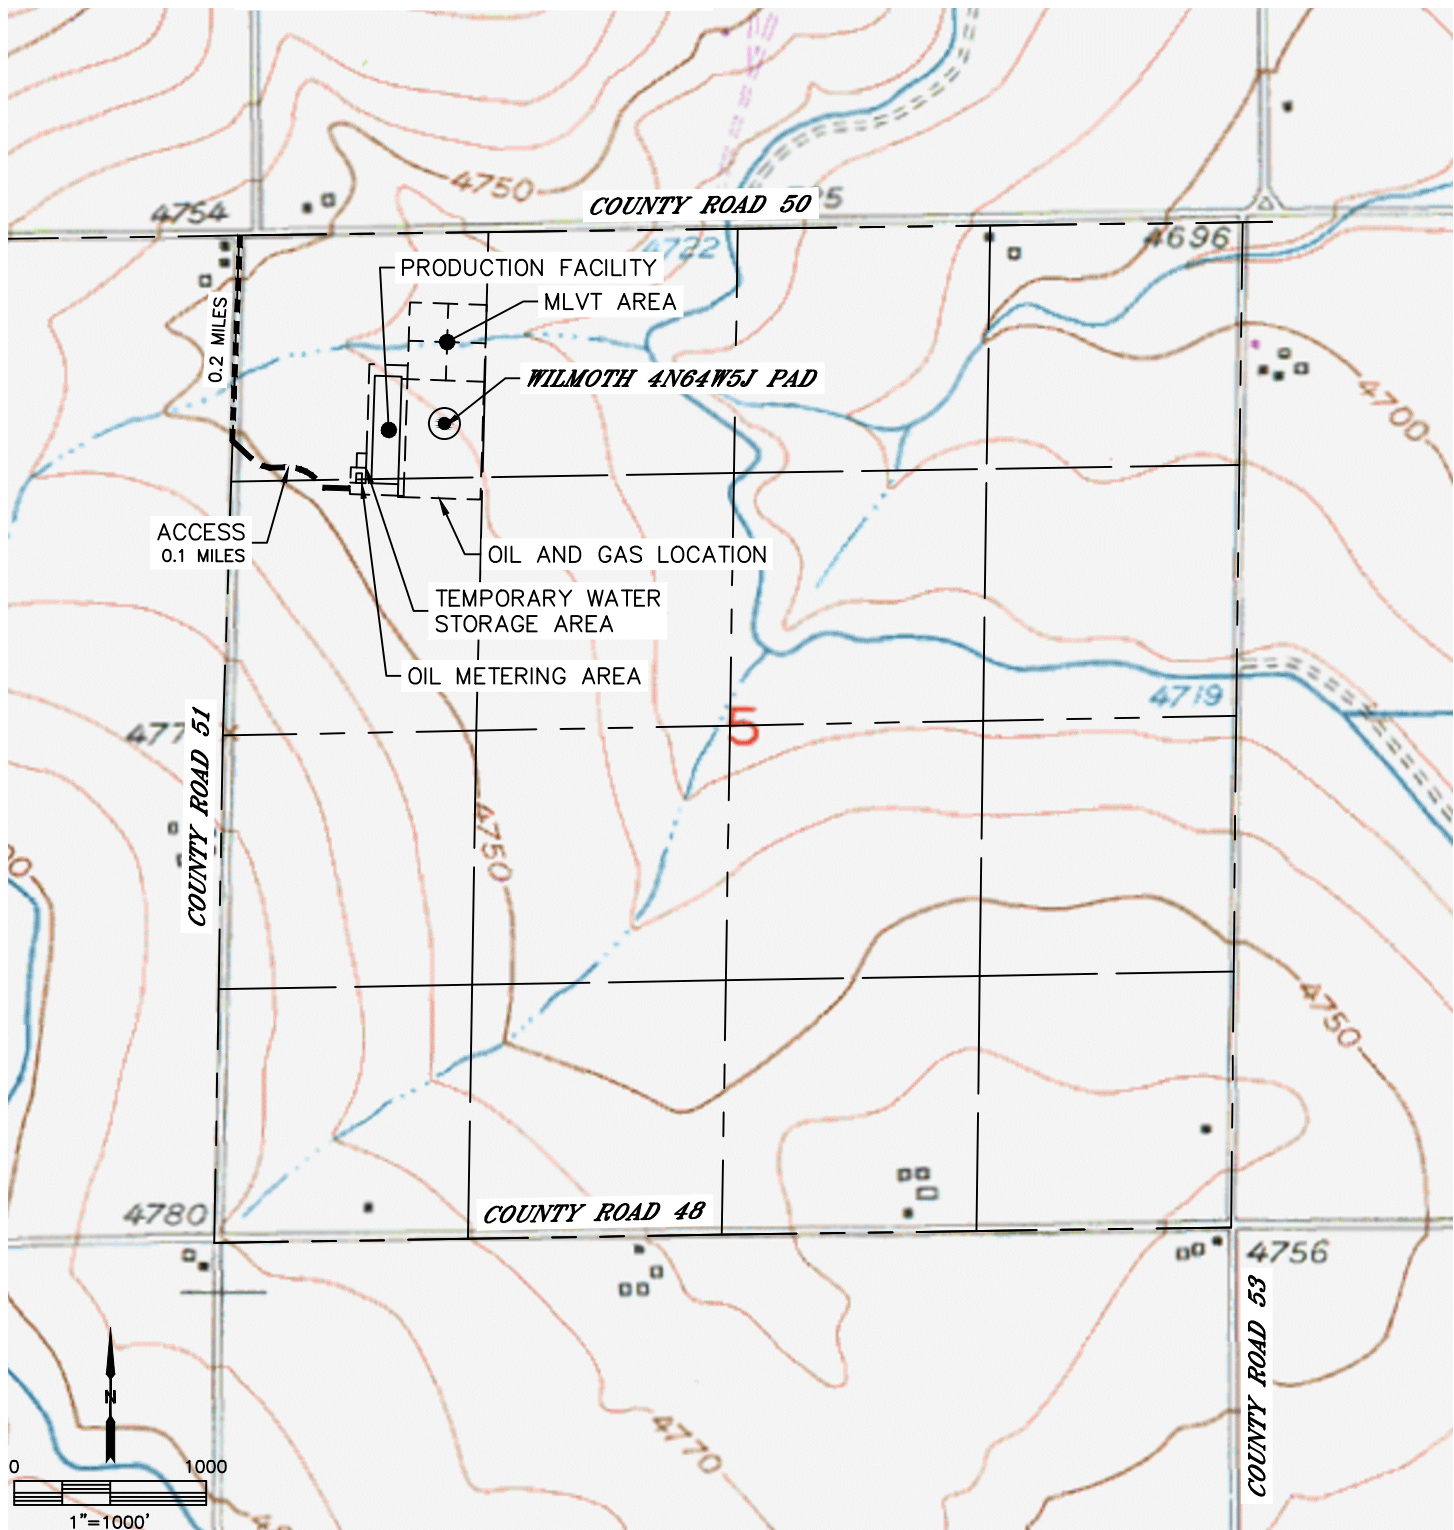 4750
4754
COUNTY ROAD 50
4722
4696
PRODUCTION FACILITY
MLVT AREA
0.2 MILES
WILMOTH 4N64W5J PAD
4700
ACCESS
0.1 MILES
OIL AND GAS LOCATION
TEMPORARY WATER
STORAGE AREA
OIL METERING AREA
4719
5
COUNTY ROAD 51
4750
4750
4780
COUNTY ROAD 48
4756
COUNTY ROAD 53
N
4770
0 1000
1"=1000'